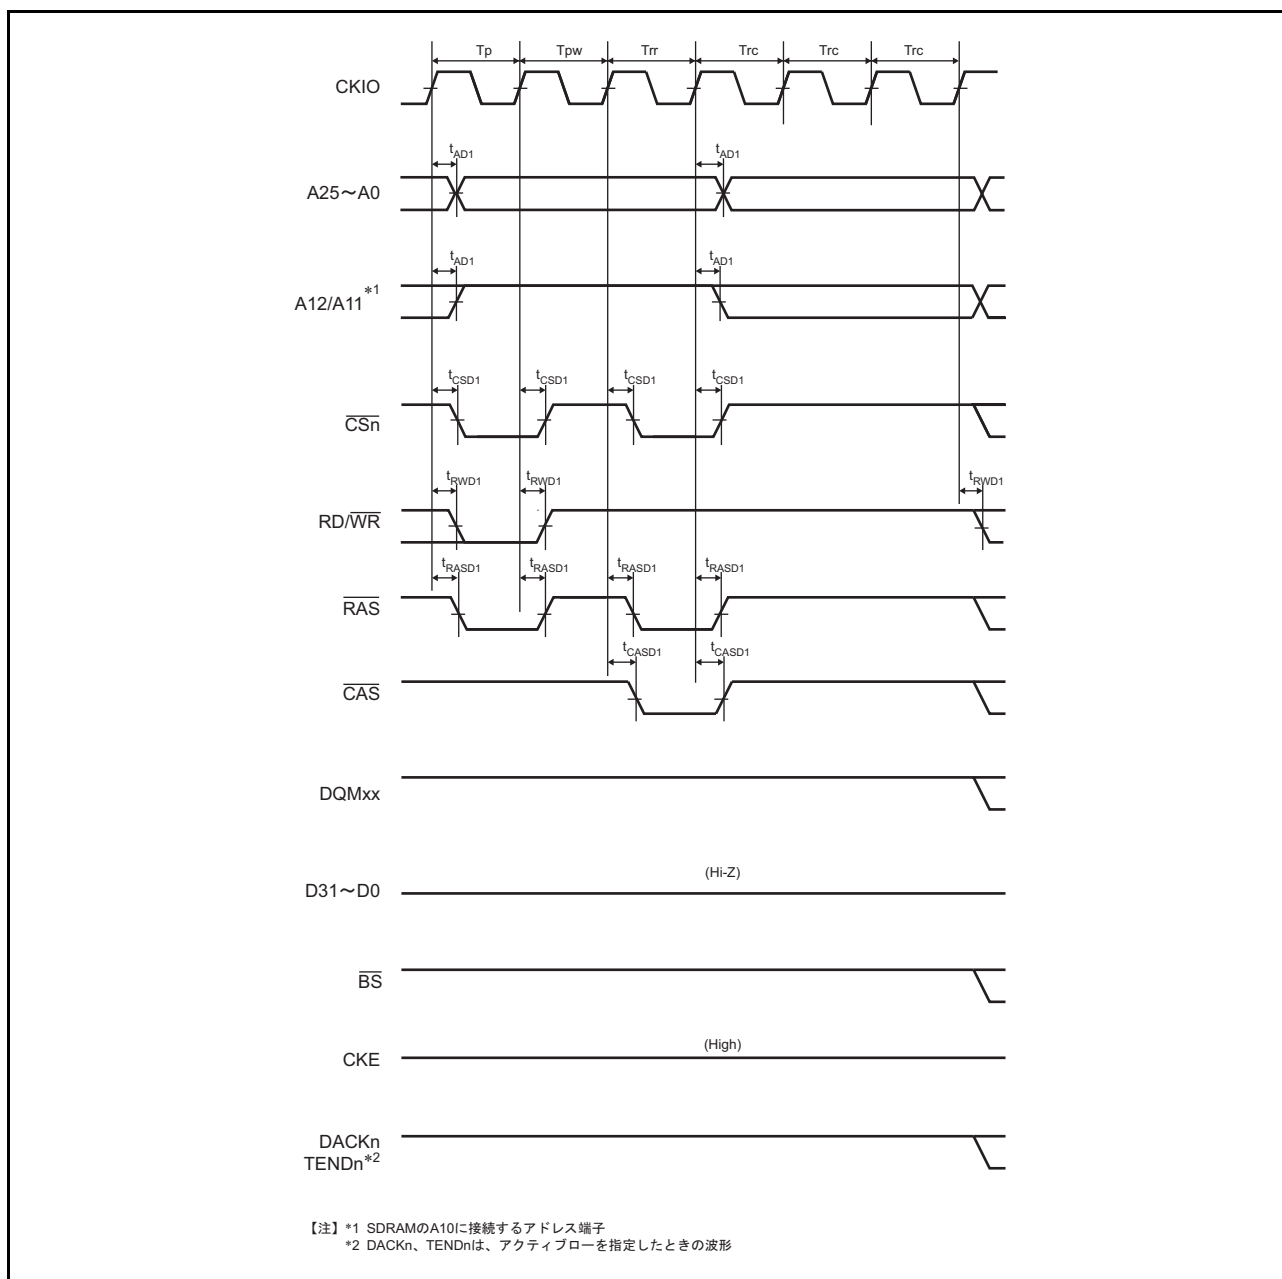 Tp Tpw Trr Trc Trc Trc
CKIO
tAD1 tAD1
A25～A0
tAD1 tAD1
A12/A11*1
tCSD1 tCSD1 tCSD1 tCSD1
CSn
tRWD1 tRWD1 tRWD1
RD/WR
tRASD1 tRASD1 tRASD1 tRASD1
RAS
tCASD1 tCASD1
CAS
DQMxx
(Hi-Z)
D31～D0
BS
(High)
CKE
DACKn
TENDn*2
【注】*1 SDRAMのA10に接続するアドレス端子
*2 DACKn、TENDnは、アクティブローを指定したときの波形